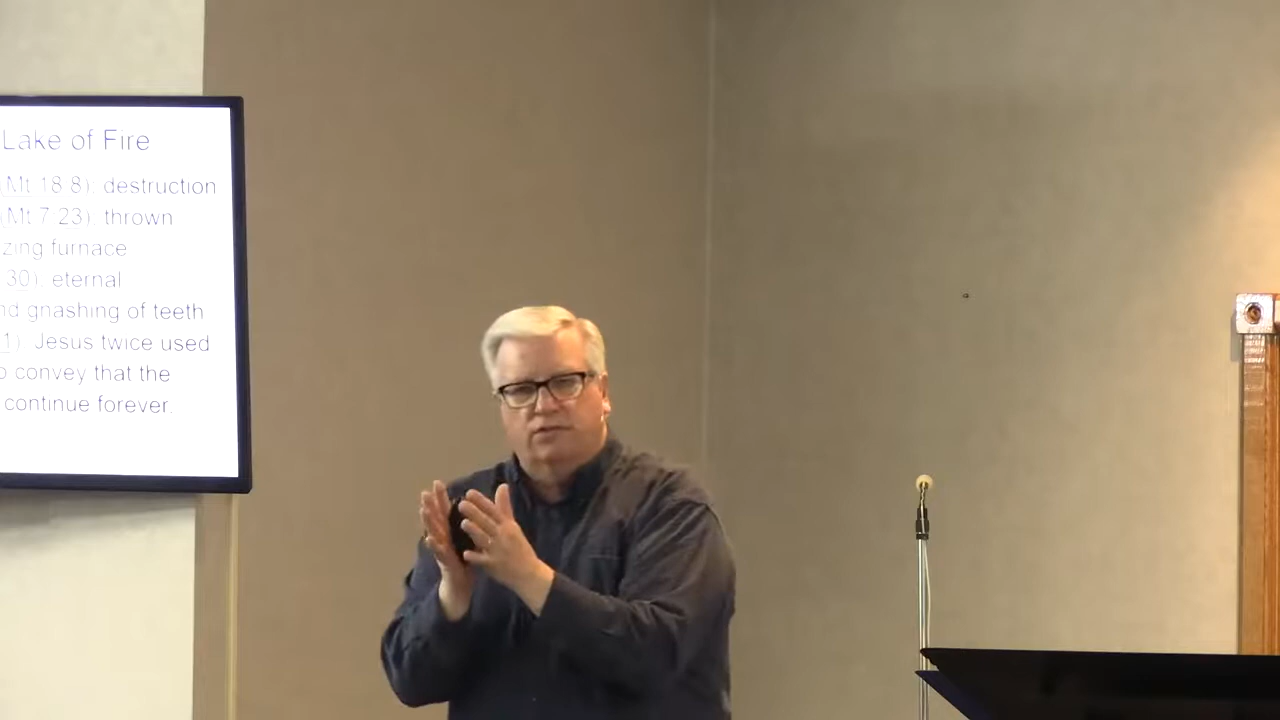 Lake of Fire
(Mt 18:8); destruction
(Mt 7:23); thrown
zing furnace
30); eternal
nd gnashing of teeth
1). Jesus twice used
o convey that the
continue forever.